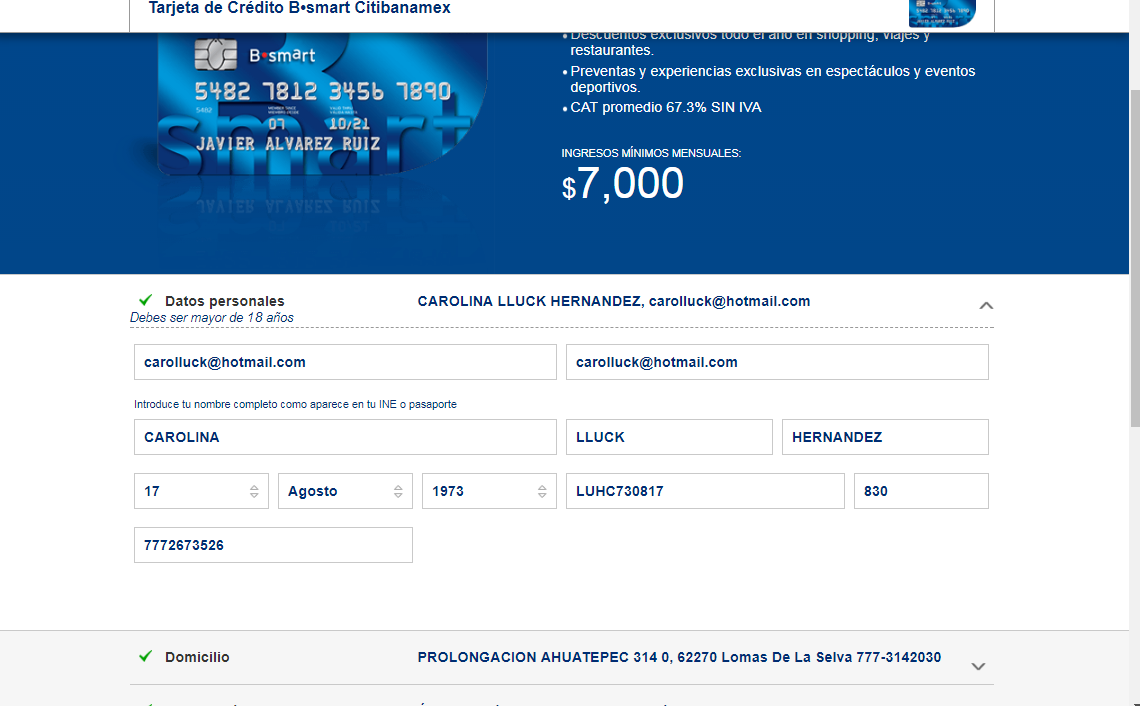 Tarjeta de Crédito B•smart Citibanamex
• Descuentos exclusivos todo el año en shopping, viajes y
restaurantes.
• Preventas y experiencias exclusivas en espectáculos y eventos
deportivos.
• CAT promedio 67.3% SIN IVA
INGRESOS MÍNIMOS MENSUALES:
$7,000
B•smart
5482 7812 3456 7890
5482
MEMBER SINCE
VALID THRU
07 10/21
JAVIER ALVAREZ RUIZ
smart
Datos personales CAROLINA LLUCK HERNANDEZ, carolluck@hotmail.com
Debes ser mayor de 18 años
carolluck@hotmail.com carolluck@hotmail.com
Introduce tu nombre completo como aparece en tu INE o pasaporte
CAROLINA LLUCK HERNANDEZ
17 Agosto 1973 LUHC730817 830
7772673526
Domicilio PROLONGACION AHUATEPEC 314 0, 62270 Lomas De La Selva 777-3142030